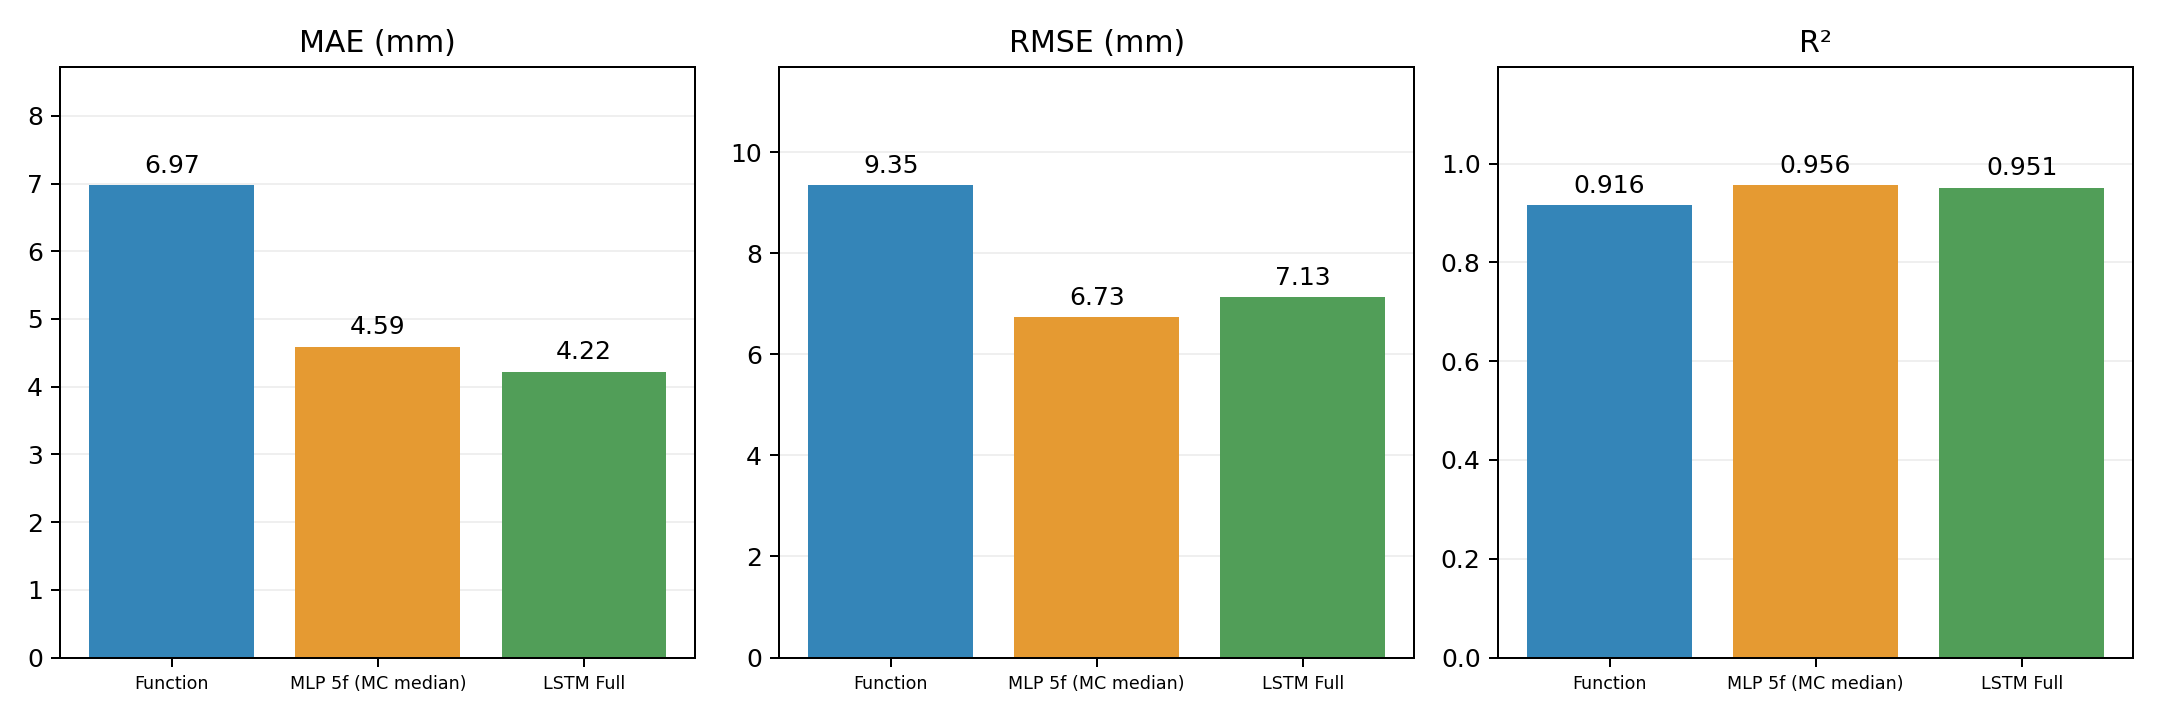 MAE (mm)
8
7
6
5
4
3
2
1
0
6.97
4.59
4.22
Function
MLP 5f (MC median)
LSTM Full
RMSE (mm)
10
8
6
4
2
0
9.35
6.73
7.13
Function
MLP 5f (MC median)
LSTM Full
R²
1.0
0.8
0.6
0.4
0.2
0.0
0.916
0.956
0.951
Function
MLP 5f (MC median)
LSTM Full